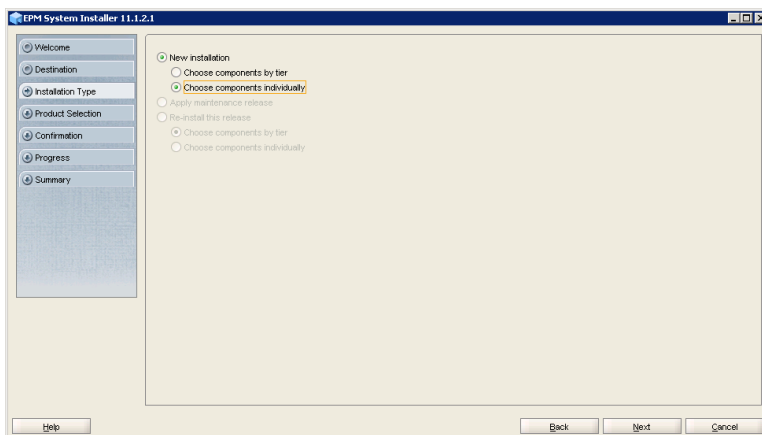 EPM System Installer 11.1.2.1
Welcome
Destination
Installation Type
Product Selection
Confirmation
Progress
Summary
New installation
Choose components by tier
Choose components individually
Apply maintenance release
Re-install this release
Choose components by tier
Choose components individually
Help
Back
Next
Cancel